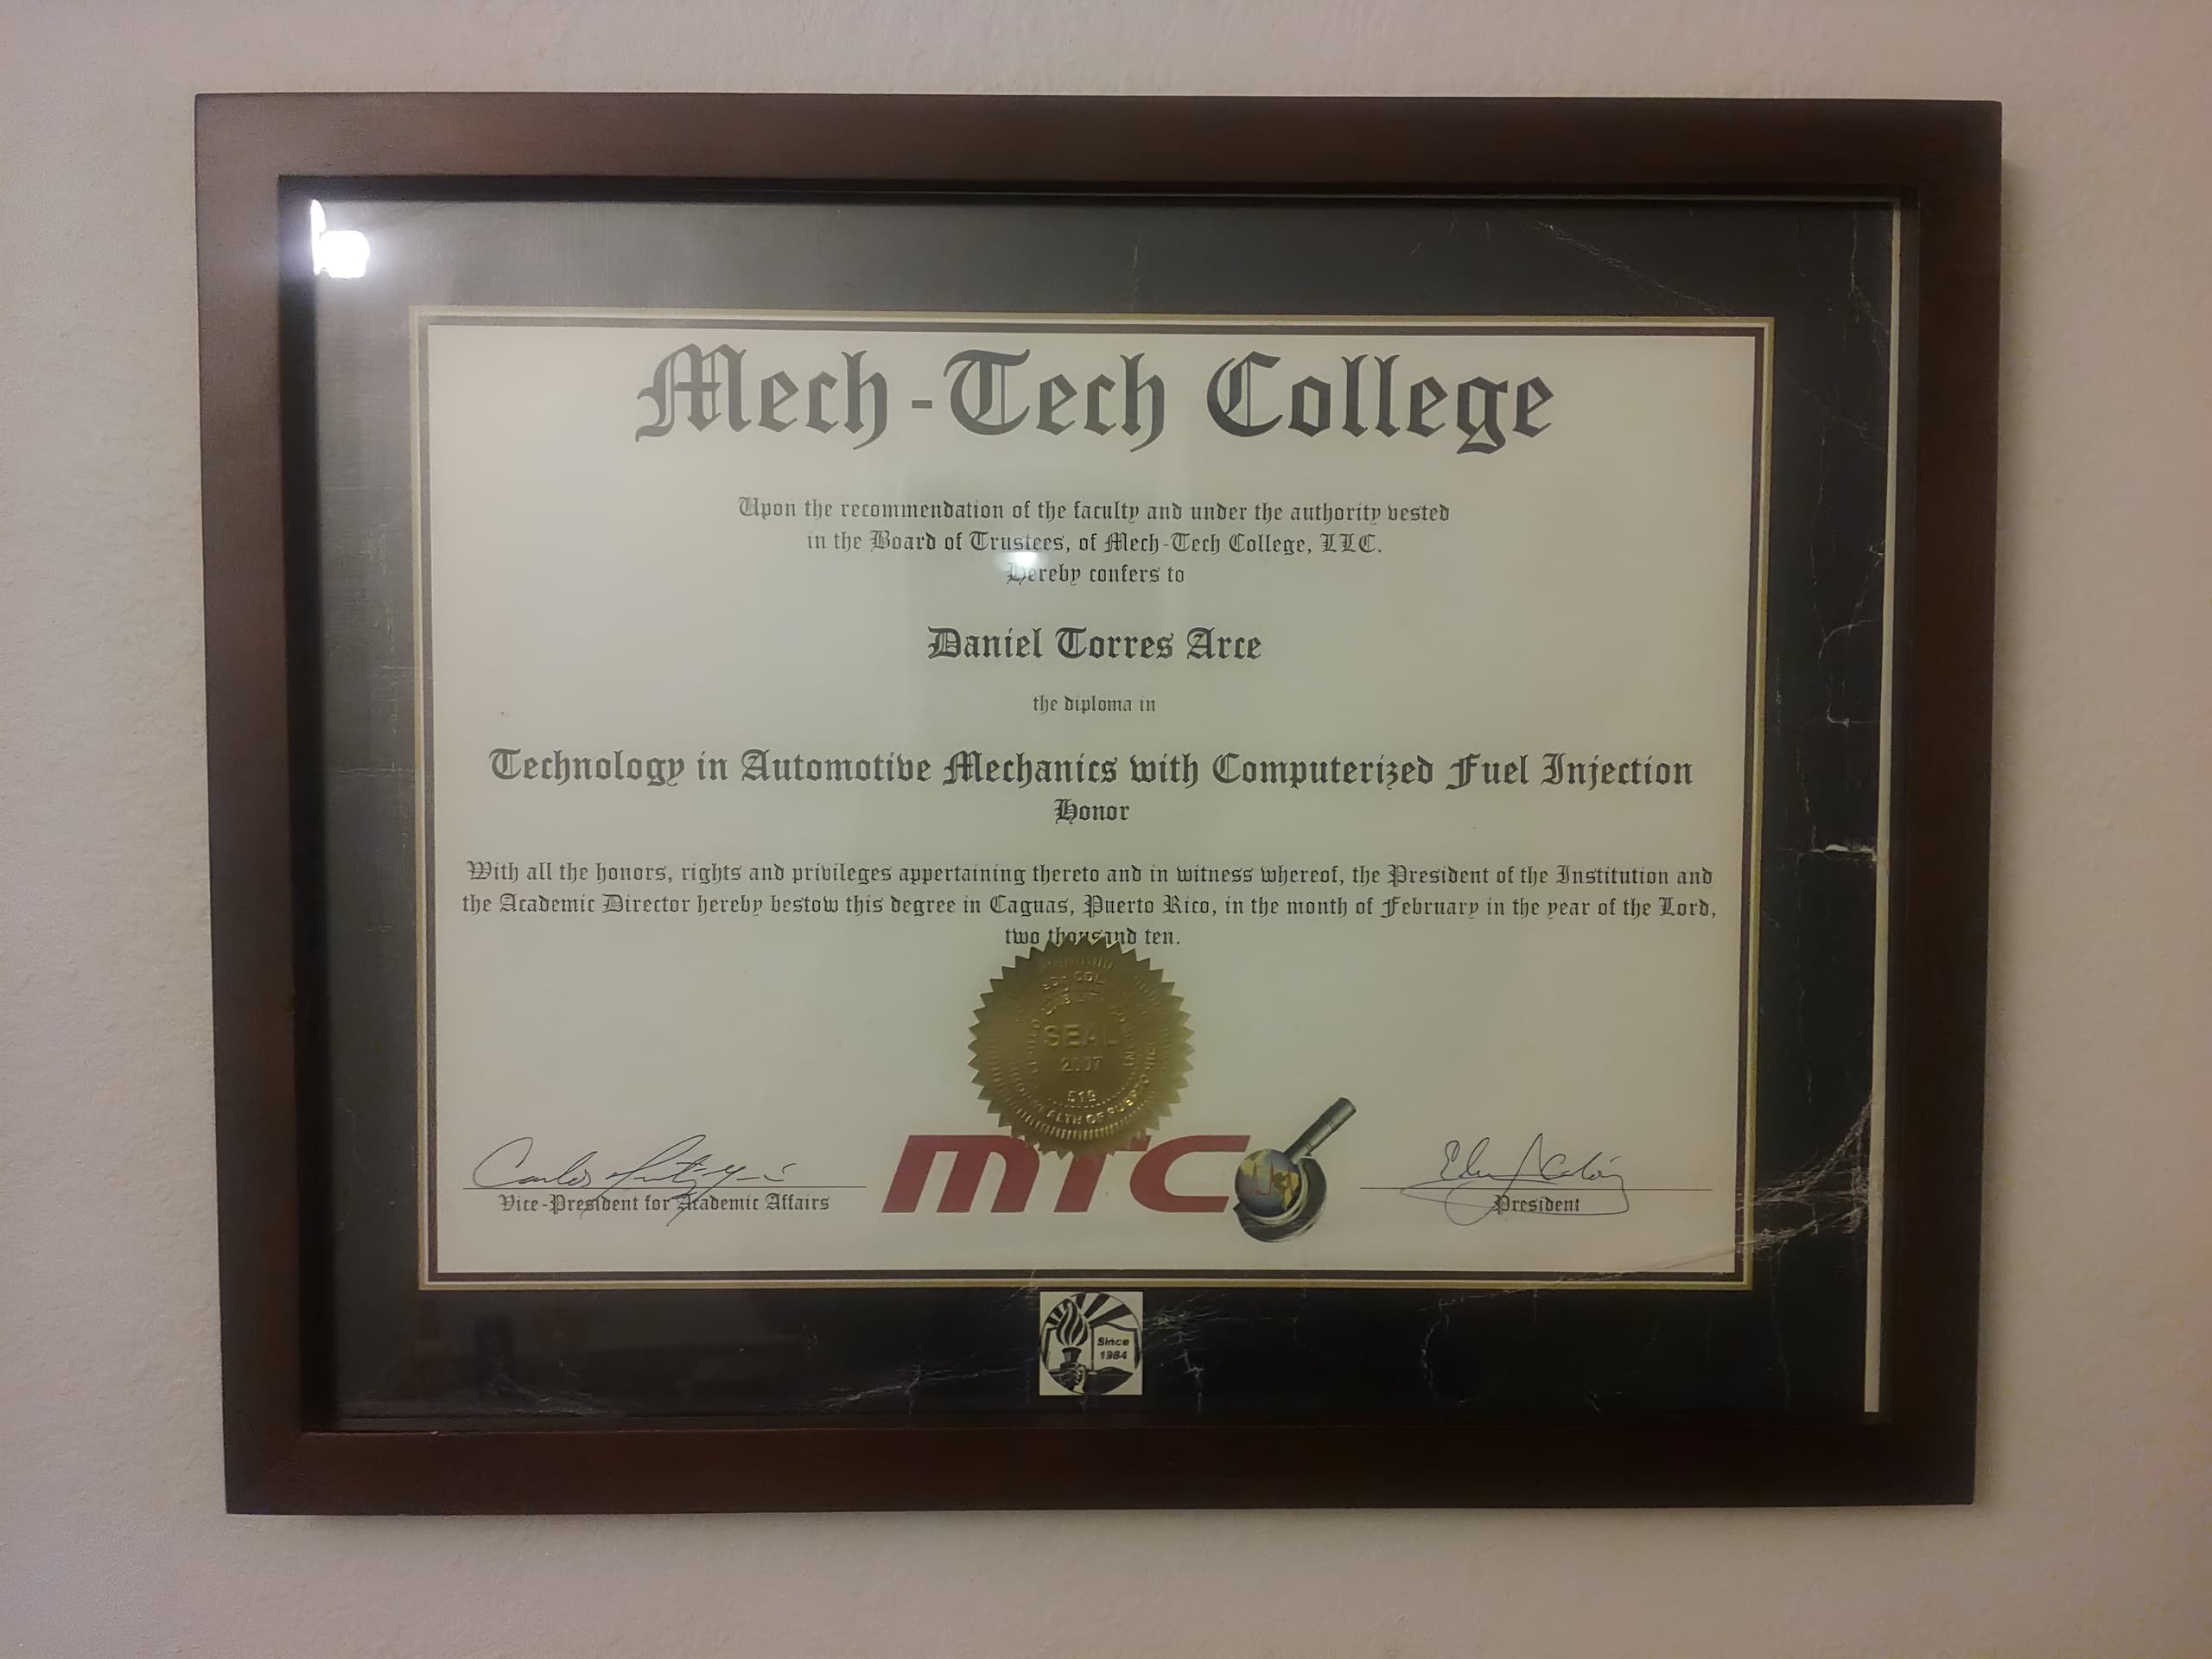 Mech-Tech College
Upon the recommendation of the faculty and under the authority vested
in the Board of Trustees, of Mech-Tech College, LLC.
Hereby confers to
Daniel Torres Arce
the diploma in
Technology in Automotive Mechanics with Computerized Fuel Injection
Honor
With all the honors, rights and privileges appertaining thereto and in witness whereof, the President of the Institution and
the Academic Director hereby bestow this degree in Caguas, Puerto Rico, in the month of February in the year of the Lord,
two thousand ten.
SEAL
2007
519
MTC
Carlos
Vice-President for Academic Affairs
President
Since
1984